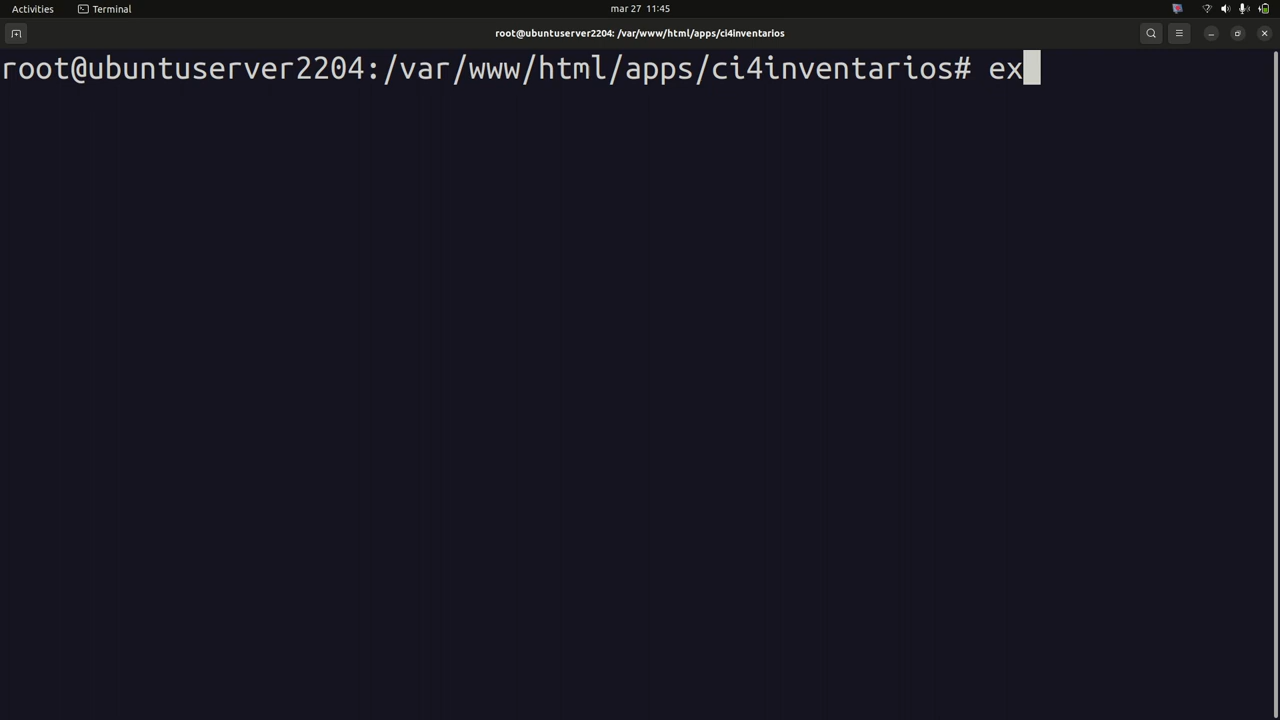 Activities Terminal mar 27 11:45
root@ubuntuserver2204: /var/www/html/apps/ci4inventarios
root@ubuntuserver2204:/var/www/html/apps/ci4inventarios# ex